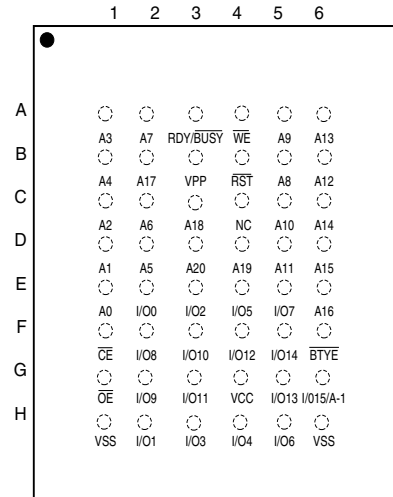 1 2 3 4 5 6
A
A3 A7 RDY/BUSY WE A9 A13
B
A4 A17 VPP RST A8 A12
C
A2 A6 A18 NC A10 A14
D
A1 A5 A20 A19 A11 A15
E
A0 I/O0 I/O2 I/O5 I/O7 A16
F
CE I/O8 I/O10 I/O12 I/O14 BTYE
G
OE I/O9 I/O11 VCC I/O13 I/015/A-1
H
VSS I/O1 I/O3 I/O4 I/O6 VSS